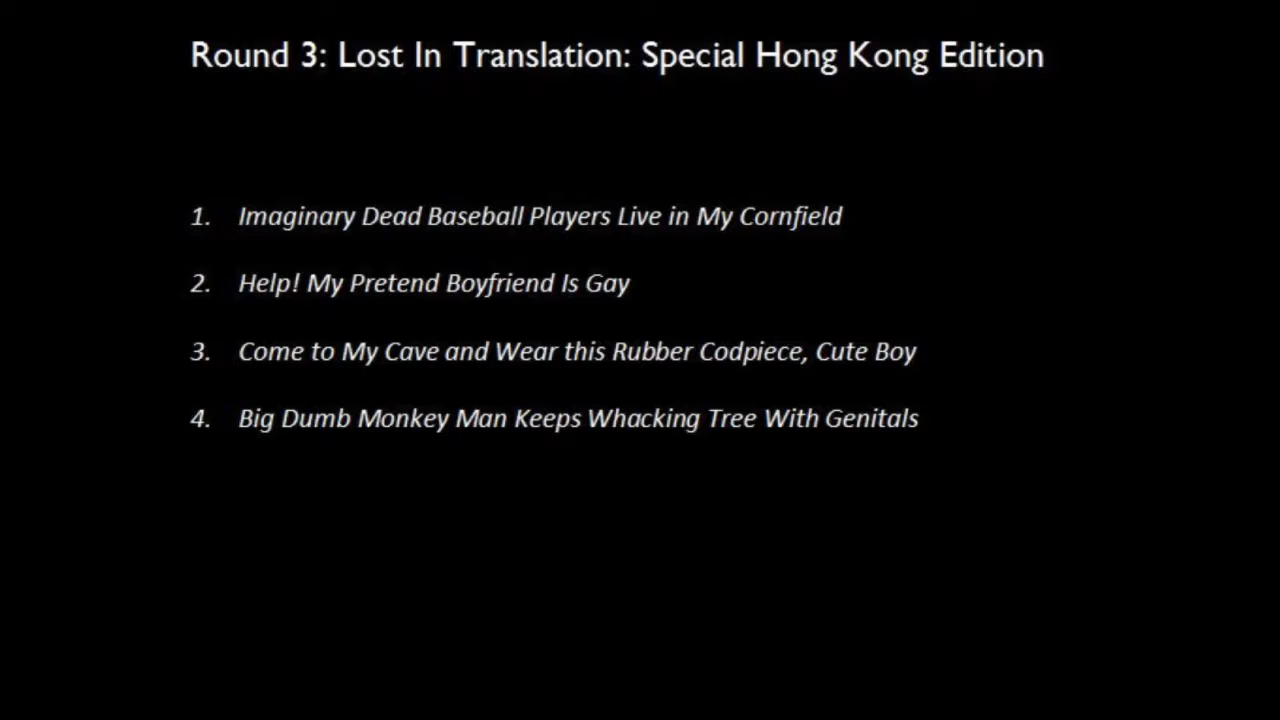 Round 3: Lost In Translation: Special Hong Kong Edition
1. Imaginary Dead Baseball Players Live in My Cornfield
2. Help! My Pretend Boyfriend Is Gay
3. Come to My Cave and Wear this Rubber Codpiece, Cute Boy
4. Big Dumb Monkey Man Keeps Whacking Tree With Genitals